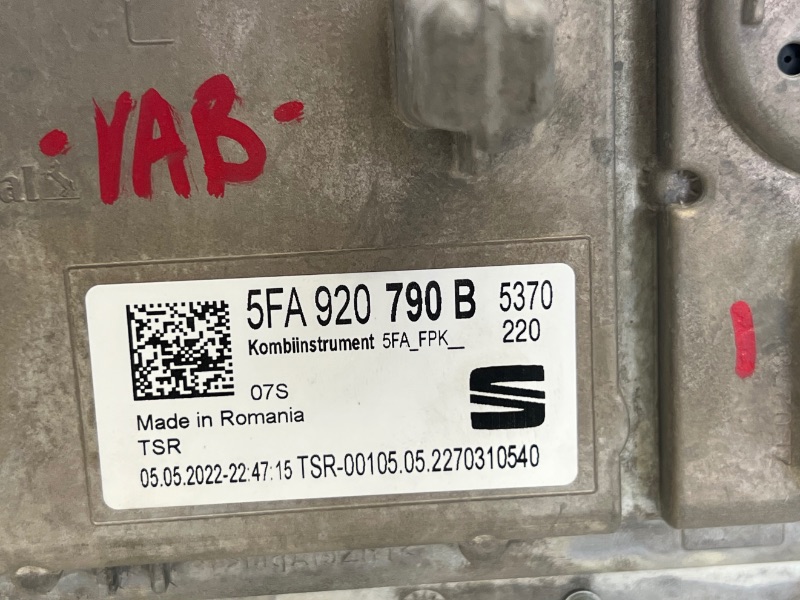 VAB
al
5FA 920 790 B 5370
Kombiinstrument 5FA_FPK__ 220
07S
Made in Romania
TSR
05.05.2022-22:47:15 TSR-00105.05.2270310540